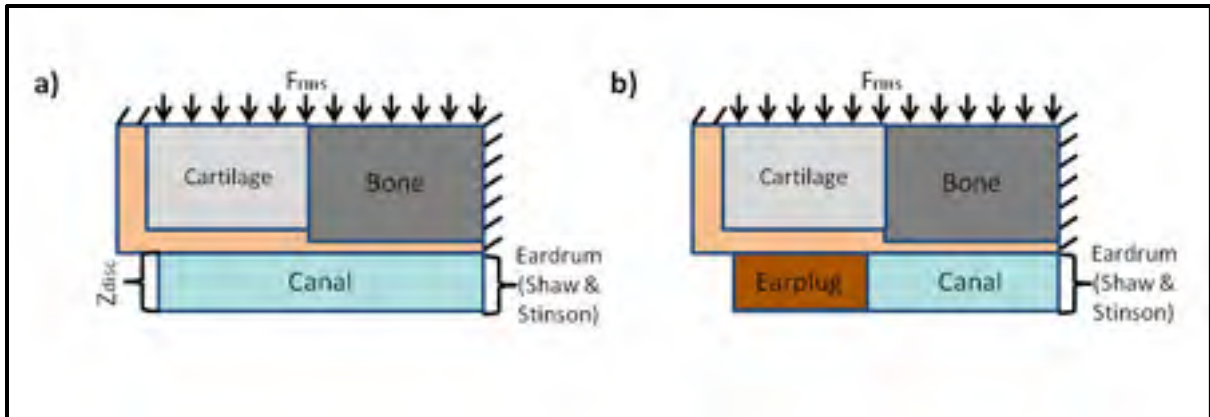 a)
Frms
Cartilage
Bone
Zdisc
Canal
Eardrum
(Shaw &
Stinson)
b)
Frms
Cartilage
Bone
Earplug
Canal
Eardrum
(Shaw &
Stinson)